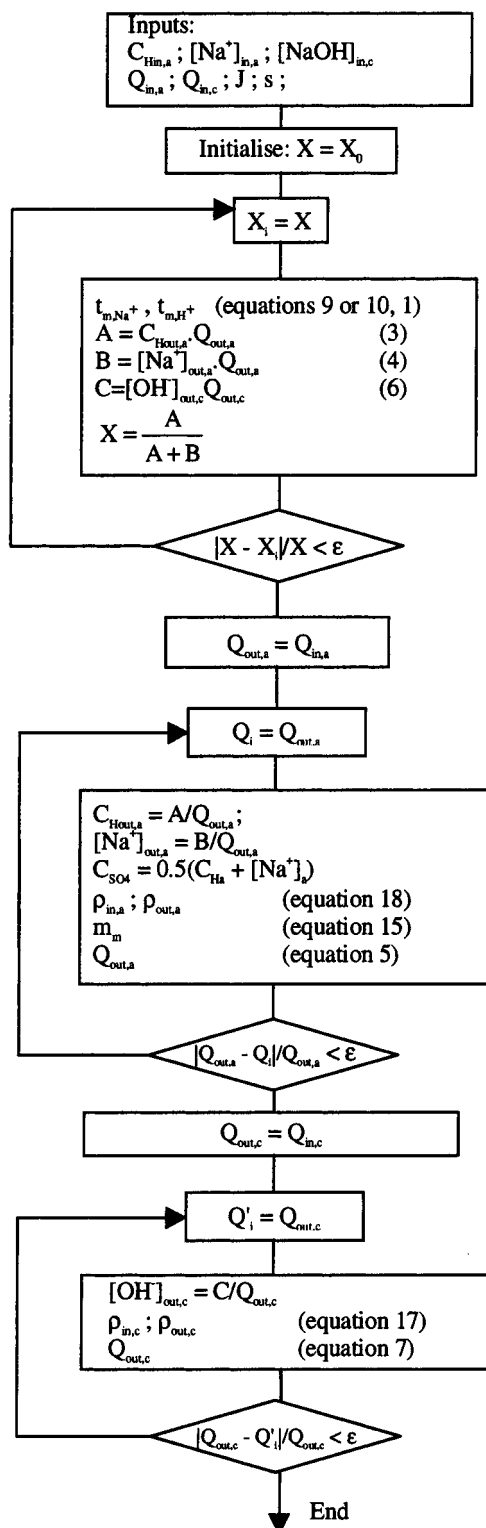 Inputs:
C_Hin,a ; [Na⁺]_in,a ; [NaOH]_in,c
Q_in,a ; Q_in,c ; J ; s ;
Initialise: X = X_0
X_i = X
t_m,Na⁺ , t_m,H⁺ (equations 9 or 10, 1)
A = C_Hout,a.Q_out,a (3)
B = [Na⁺]_out,a.Q_out,a (4)
C=[OH⁻]_out,c Q_out,c (6)
X = A / (A + B)
|X - X_i|/X < ε
Q_out,a = Q_in,a
Q_i = Q_out,a
C_Hout,a = A/Q_out,a ;
[Na⁺]_out,a = B/Q_out,a
C_SO4 = 0.5(C_Ha + [Na⁺]_a)
ρ_in,a ; ρ_out,a (equation 18)
m_m (equation 15)
Q_out,a (equation 5)
|Q_out,a - Q_i|/Q_out,a < ε
Q_out,c = Q_in,c
Q'_i = Q_out,c
[OH⁻]_out,c = C/Q_out,c
ρ_in,c ; ρ_out,c (equation 17)
Q_out,c (equation 7)
|Q_out,c - Q'_i|/Q_out,c < ε
End